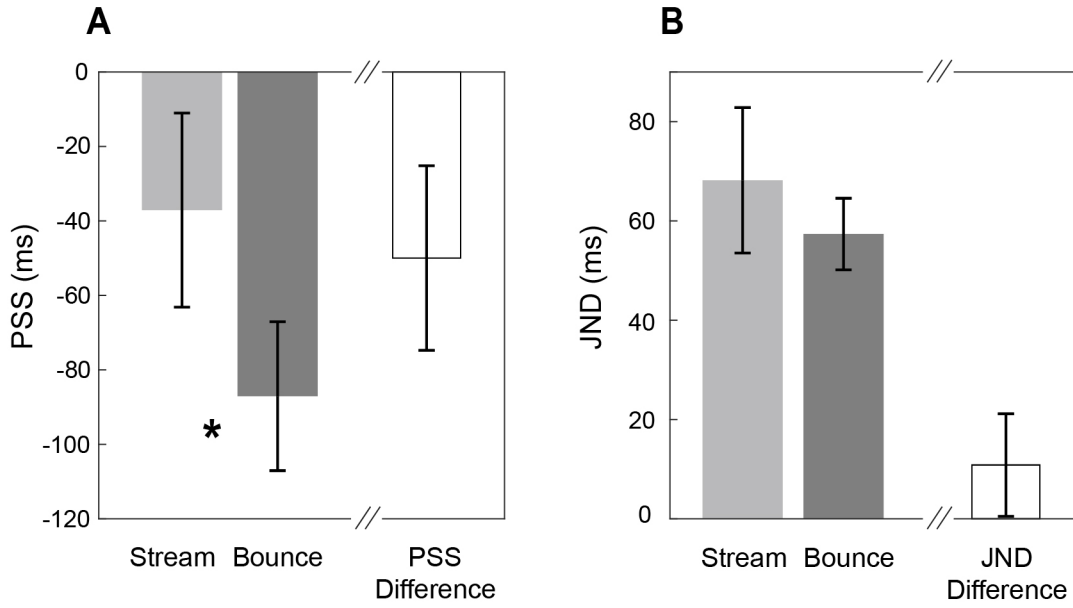 A
B
0
-20
-40
-60
-80
-100
-120
PSS (ms)
*
Stream Bounce PSS
Difference
80
60
40
20
0
JND (ms)
Stream Bounce JND
Difference